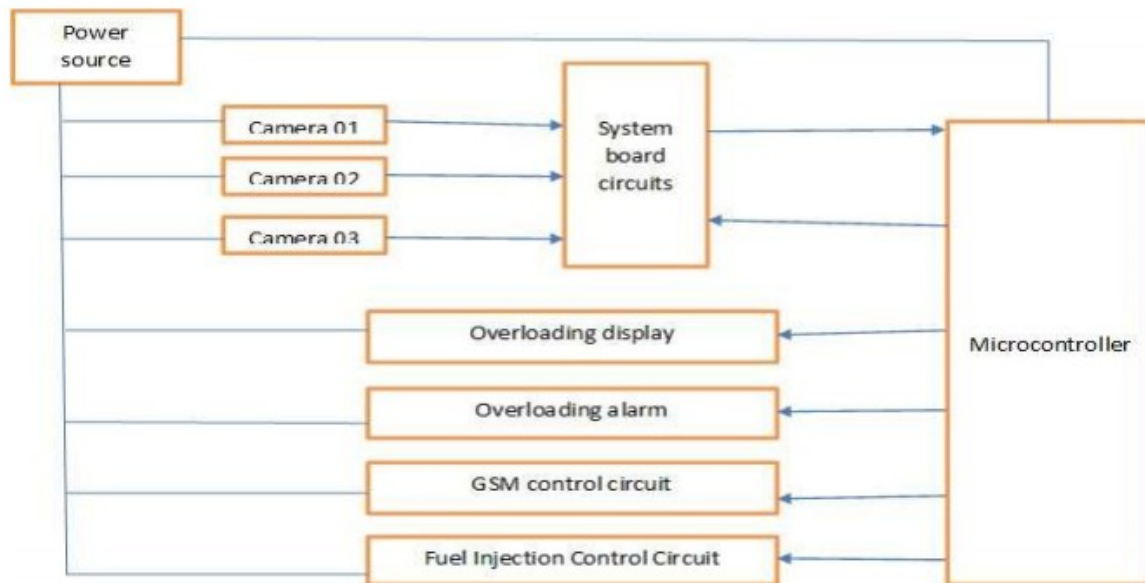 Power
source
Camera 01
System
board
circuits
Camera 02
Camera 03
Overloading display
Microcontroller
Overloading alarm
GSM control circuit
Fuel Injection Control Circuit